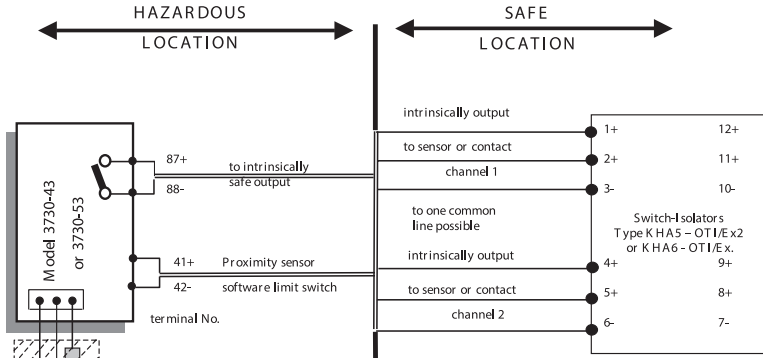 HAZARDOUS
LOCATION
SAFE
LOCATION
Model 3730-43
or 3730-53
87+
88-
to intrinsically
safe output
41+
42-
Proximity sensor
software limit switch
terminal No.
intrinsically output
to sensor or contact
channel 1
to one common
line possible
intrinsically output
to sensor or contact
channel 2
1+
2+
3-
4+
5+
6-
12+
11+
10-
Switch-Isolators
Type KHA5 – OTI/Ex2
or KHA6 - OTI/Ex.
9+
8+
7-